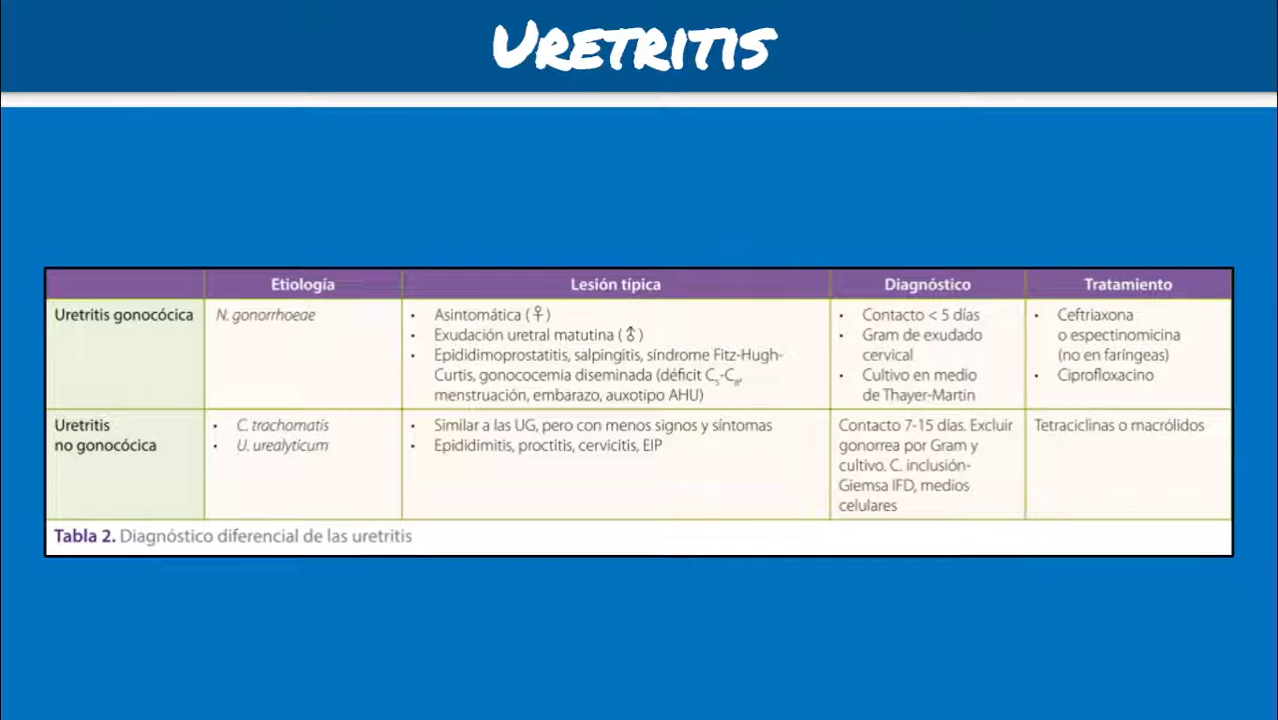 URETRITIS
Etiología
Lesión típica
Diagnóstico
Tratamiento
Uretritis gonocócica
N. gonorrhoeae
• Asintomática (♀)
• Exudación uretral matutina (♂)
• Epididimoprostatitis, salpingitis, síndrome Fitz-Hugh-
Curtis, gonococemia diseminada (déficit C5-C8,
menstruación, embarazo, auxotipo AHU)
• Contacto < 5 días
• Gram de exudado
cervical
• Cultivo en medio
de Thayer-Martin
• Ceftriaxona
o espectinomicina
(no en faríngeas)
• Ciprofloxacino
Uretritis
no gonocócica
• C. trachomatis
• U. urealyticum
• Similar a las UG, pero con menos signos y síntomas
• Epididimitis, proctitis, cervicitis, EIP
Contacto 7-15 días. Excluir
gonorrea por Gram y
cultivo. C. inclusión-
Giemsa IFD, medios
celulares
Tetraciclinas o macrólidos
Tabla 2. Diagnóstico diferencial de las uretritis